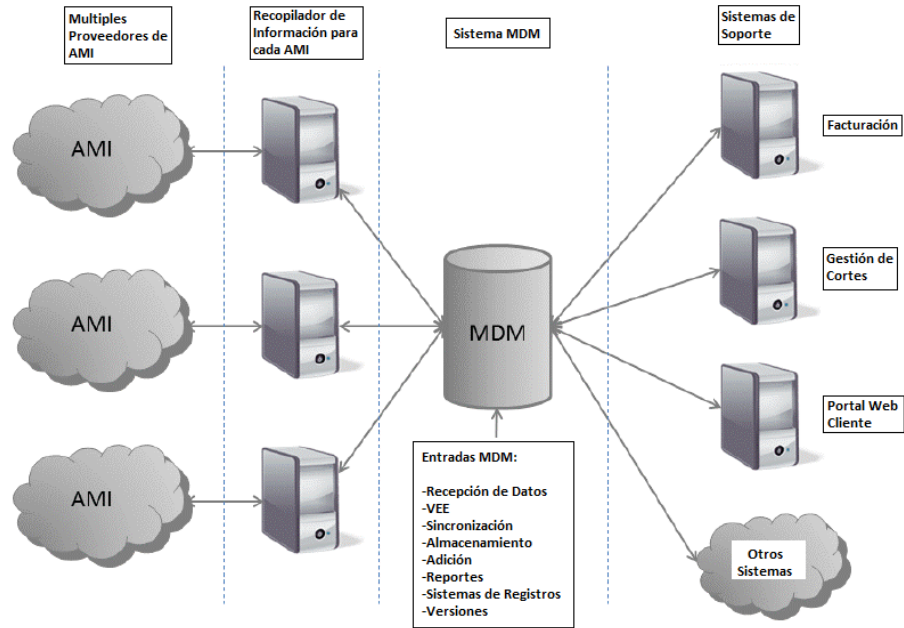 Multiples
Proveedores de
AMI
Recopilador de
Información para
cada AMI
Sistema MDM
Sistemas de
Soporte
AMI
AMI
AMI
MDM
Facturación
Gestión de
Cortes
Portal Web
Cliente
Otros
Sistemas
Entradas MDM:
-Recepción de Datos
-VEE
-Sincronización
-Almacenamiento
-Adición
-Reportes
-Sistemas de Registros
-Versiones